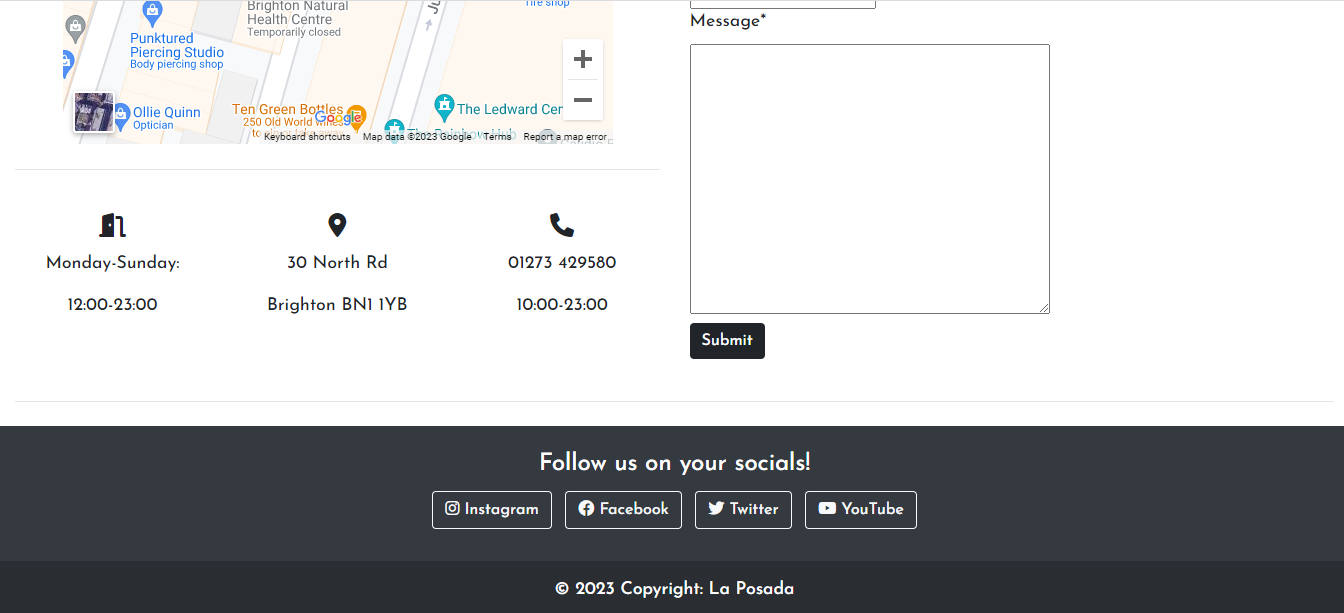 Brighton Natural
Health Centre
Temporarily closed
Tire shop
Punktured
Piercing Studio
Body piercing shop
Ollie Quinn
Optician
Ten Green Bottles
250 Old World wines
Google
The Ledward Cen
The Rainbow Hub
Keyboard shortcuts
Map data ©2023 Google
Terms
Report a map error
Message*
Monday-Sunday:
12:00-23:00
30 North Rd
Brighton BN1 1YB
01273 429580
10:00-23:00
Submit
Follow us on your socials!
Instagram
Facebook
Twitter
YouTube
© 2023 Copyright: La Posada